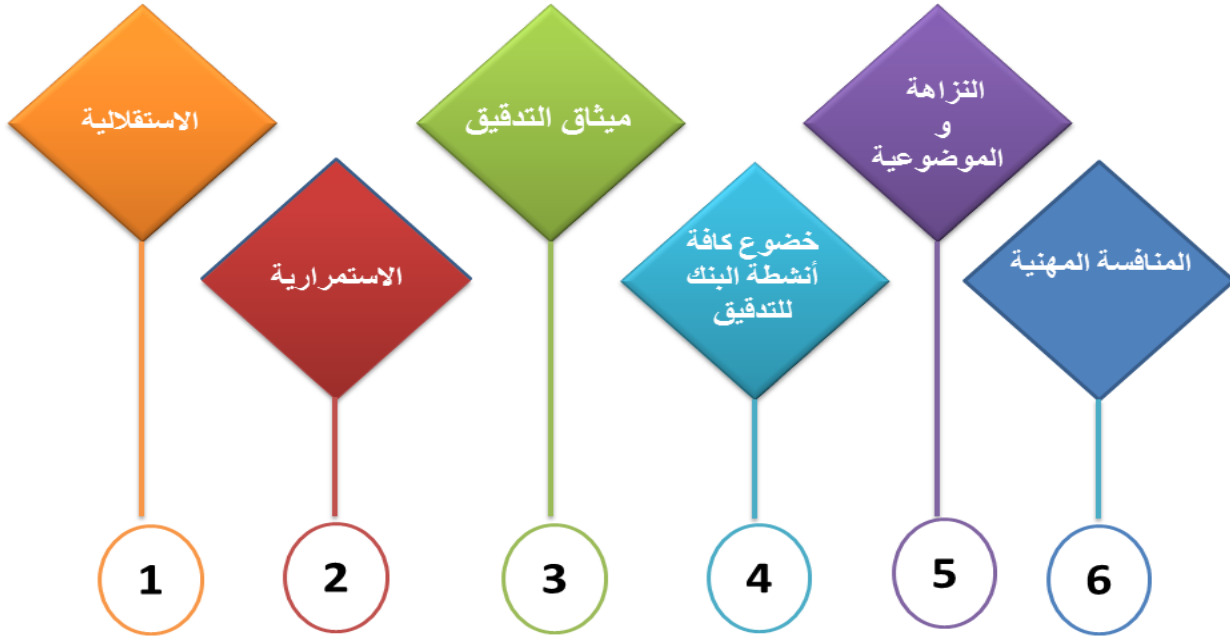 الاستقلالية
1
الاستمرارية
2
ميثاق التدقيق
3
خضوع كافة
أنشطة البنك
للتدقيق
4
النزاهة
و
الموضوعية
5
المنافسة المهنية
6